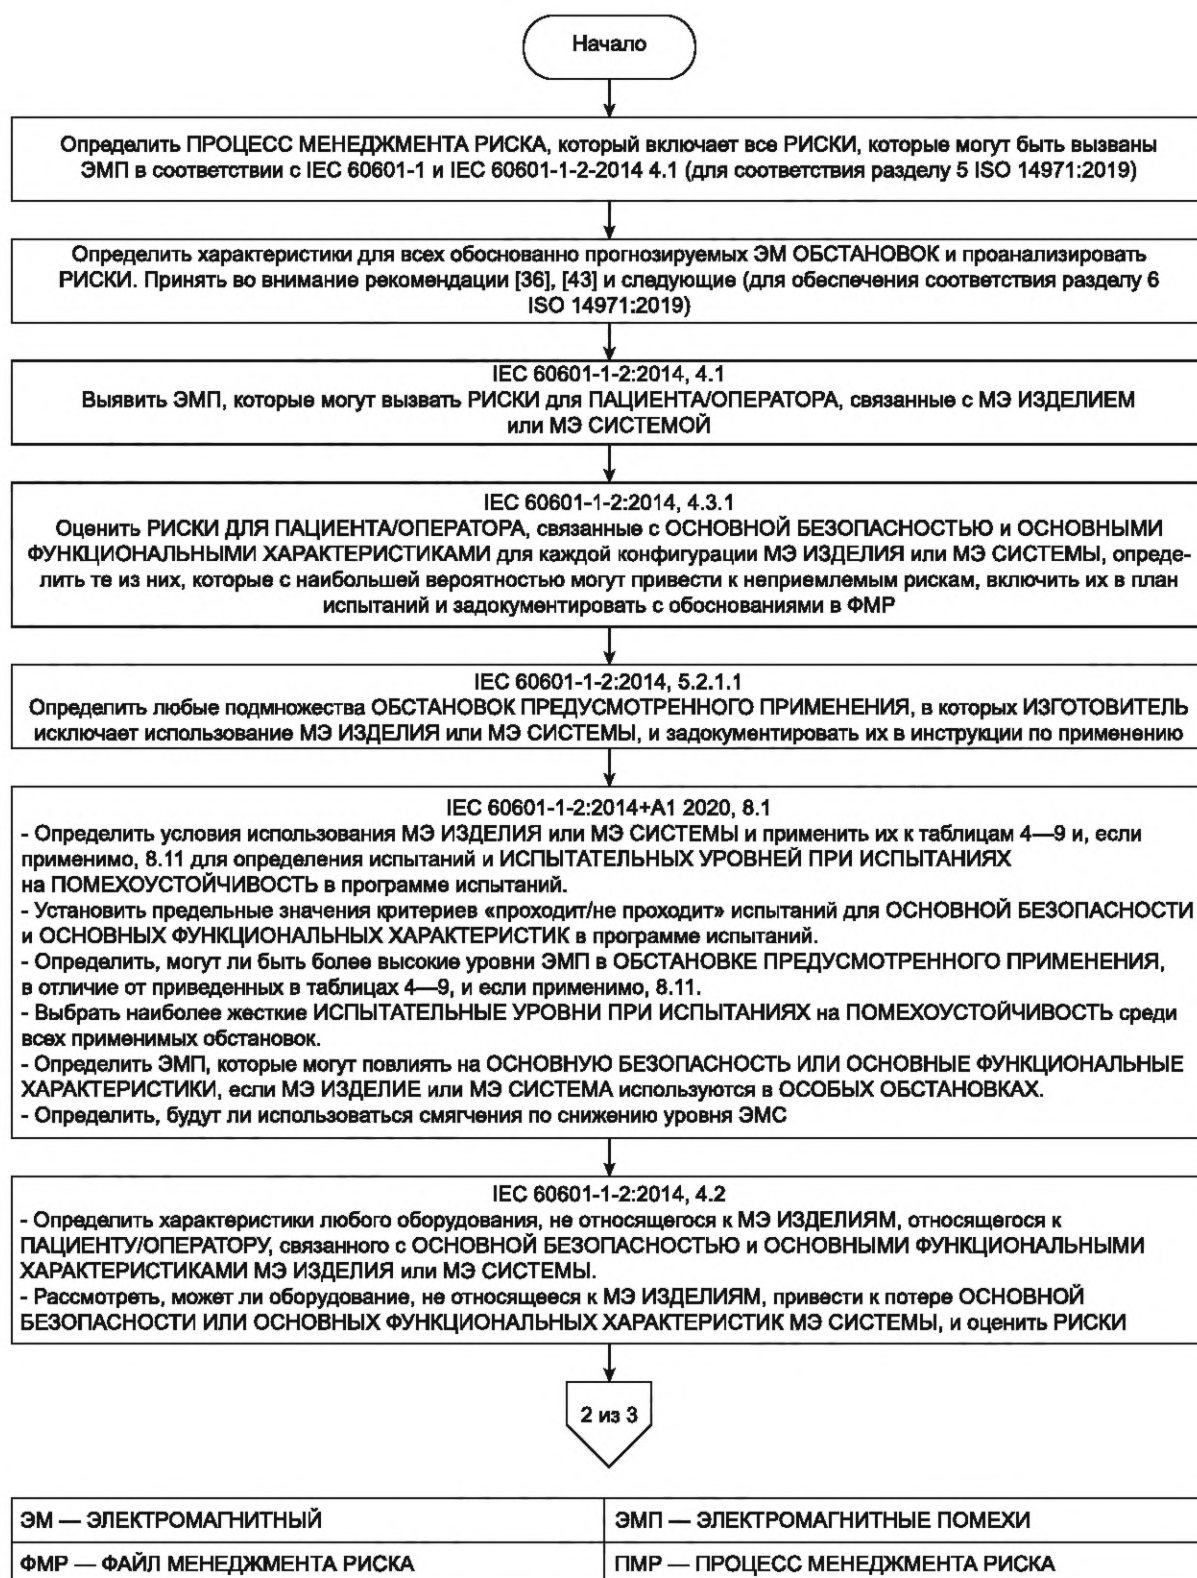 Начало
Определить ПРОЦЕСС МЕНЕДЖМЕНТА РИСКА, который включает все РИСКИ, которые могут быть вызваны
ЭМП в соответствии с IEC 60601-1 и IEC 60601-1-2-2014 4.1 (для соответствия разделу 5 ISO 14971:2019)
Определить характеристики для всех обоснованно прогнозируемых ЭМ ОБСТАНОВОК и проанализировать
РИСКИ. Принять во внимание рекомендации [36], [43] и следующие (для обеспечения соответствия разделу 6
ISO 14971:2019)
IEC 60601-1-2:2014, 4.1
Выявить ЭМП, которые могут вызвать РИСКИ для ПАЦИЕНТА/ОПЕРАТОРА, связанные с МЭ ИЗДЕЛИЕМ
или МЭ СИСТЕМОЙ
IEC 60601-1-2:2014, 4.3.1
Оценить РИСКИ ДЛЯ ПАЦИЕНТА/ОПЕРАТОРА, связанные с ОСНОВНОЙ БЕЗОПАСНОСТЬЮ и ОСНОВНЫМИ
ФУНКЦИОНАЛЬНЫМИ ХАРАКТЕРИСТИКАМИ для каждой конфигурации МЭ ИЗДЕЛИЯ или МЭ СИСТЕМЫ, опреде-
лить те из них, которые с наибольшей вероятностью могут привести к неприемлемым рискам, включить их в план
испытаний и задокументировать с обоснованиями в ФМР
IEC 60601-1-2:2014, 5.2.1.1
Определить любые подмножества ОБСТАНОВОК ПРЕДУСМОТРЕННОГО ПРИМЕНЕНИЯ, в которых ИЗГОТОВИТЕЛЬ
исключает использование МЭ ИЗДЕЛИЯ или МЭ СИСТЕМЫ, и задокументировать их в инструкции по применению
IEC 60601-1-2:2014+A1 2020, 8.1
- Определить условия использования МЭ ИЗДЕЛИЯ или МЭ СИСТЕМЫ и применить их к таблицам 4—9 и, если
применимо, 8.11 для определения испытаний и ИСПЫТАТЕЛЬНЫХ УРОВНЕЙ ПРИ ИСПЫТАНИЯХ
на ПОМЕХОУСТОЙЧИВОСТЬ в программе испытаний.
- Установить предельные значения критериев «проходит/не проходит» испытаний для ОСНОВНОЙ БЕЗОПАСНОСТИ
и ОСНОВНЫХ ФУНКЦИОНАЛЬНЫХ ХАРАКТЕРИСТИК в программе испытаний.
- Определить, могут ли быть более высокие уровни ЭМП в ОБСТАНОВКЕ ПРЕДУСМОТРЕННОГО ПРИМЕНЕНИЯ,
в отличие от приведенных в таблицах 4—9, и если применимо, 8.11.
- Выбрать наиболее жесткие ИСПЫТАТЕЛЬНЫЕ УРОВНИ ПРИ ИСПЫТАНИЯХ на ПОМЕХОУСТОЙЧИВОСТЬ среди
всех применимых обстановок.
- Определить ЭМП, которые могут повлиять на ОСНОВНУЮ БЕЗОПАСНОСТЬ ИЛИ ОСНОВНЫЕ ФУНКЦИОНАЛЬНЫЕ
ХАРАКТЕРИСТИКИ, если МЭ ИЗДЕЛИЕ или МЭ СИСТЕМА используются в ОСОБЫХ ОБСТАНОВКАХ.
- Определить, будут ли использоваться смягчения по снижению уровня ЭМС
IEC 60601-1-2:2014, 4.2
- Определить характеристики любого оборудования, не относящегося к МЭ ИЗДЕЛИЯМ, относящегося к
ПАЦИЕНТУ/ОПЕРАТОРУ, связанного с ОСНОВНОЙ БЕЗОПАСНОСТЬЮ и ОСНОВНЫМИ ФУНКЦИОНАЛЬНЫМИ
ХАРАКТЕРИСТИКАМИ МЭ ИЗДЕЛИЯ или МЭ СИСТЕМЫ.
- Рассмотреть, может ли оборудование, не относящееся к МЭ ИЗДЕЛИЯМ, привести к потере ОСНОВНОЙ
БЕЗОПАСНОСТИ ИЛИ ОСНОВНЫХ ФУНКЦИОНАЛЬНЫХ ХАРАКТЕРИСТИК МЭ СИСТЕМЫ, и оценить РИСКИ
2 из 3
ЭМ — ЭЛЕКТРОМАГНИТНЫЙ
ЭМП — ЭЛЕКТРОМАГНИТНЫЕ ПОМЕХИ
ФМР — ФАЙЛ МЕНЕДЖМЕНТА РИСКА
ПМР — ПРОЦЕСС МЕНЕДЖМЕНТА РИСКА